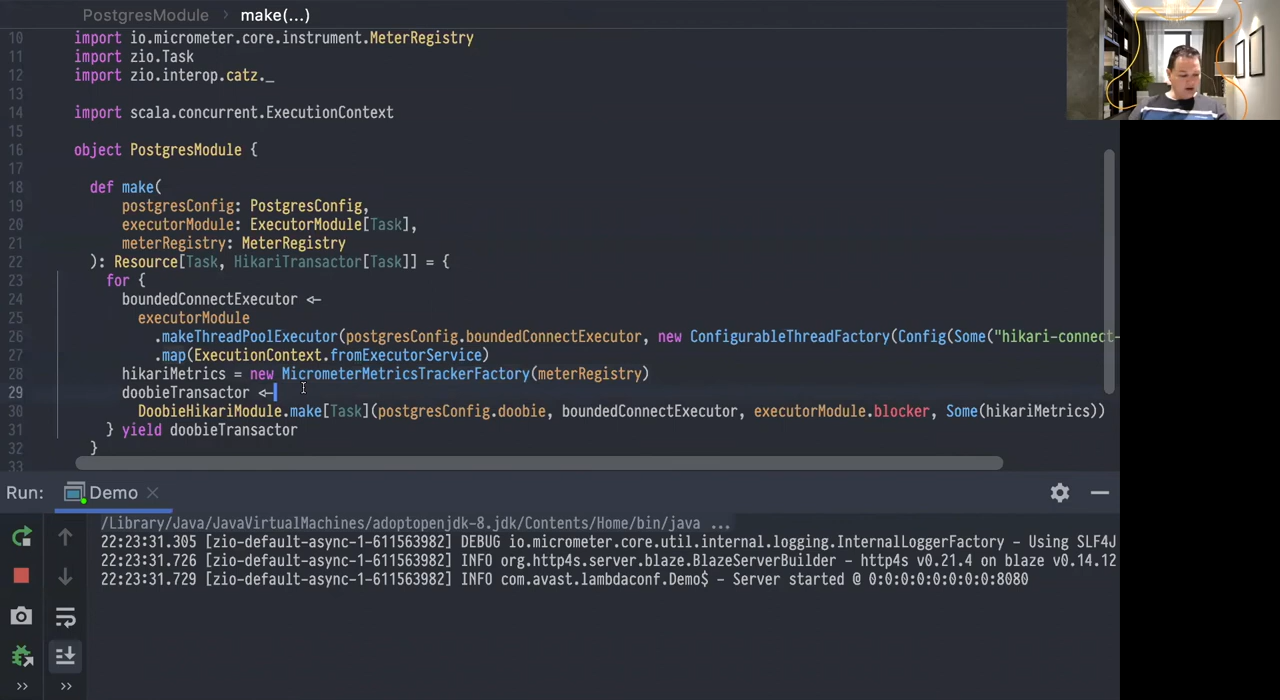 PostgresModule > make(...)
10 import io.micrometer.core.instrument.MeterRegistry
11 import zio.Task
12 import zio.interop.catz._
13
14 import scala.concurrent.ExecutionContext
15
16 object PostgresModule {
17
18 def make(
19 postgresConfig: PostgresConfig,
20 executorModule: ExecutorModule[Task],
21 meterRegistry: MeterRegistry
22 ): Resource[Task, HikariTransactor[Task]] = {
23 for {
24 boundedConnectExecutor <-
25 executorModule
26 .makeThreadPoolExecutor(postgresConfig.boundedConnectExecutor, new ConfigurableThreadFactory(Config(Some("hikari-connect-
27 .map(ExecutionContext.fromExecutorService)
28 hikariMetrics = new MicrometerMetricsTrackerFactory(meterRegistry)
29 doobieTransactor <-
30 DoobieHikariModule.make[Task](postgresConfig.doobie, boundedConnectExecutor, executorModule.blocker, Some(hikariMetrics))
31 } yield doobieTransactor
32 }
33
Run: Demo
/Library/Java/JavaVirtualMachines/adoptopenjdk-8.jdk/Contents/Home/bin/java ...
22:23:31.305 [zio-default-async-1-611563982] DEBUG io.micrometer.core.util.internal.logging.InternalLoggerFactory - Using SLF4J
22:23:31.726 [zio-default-async-1-611563982] INFO org.http4s.server.blaze.BlazeServerBuilder - http4s v0.21.4 on blaze v0.14.12
22:23:31.729 [zio-default-async-1-611563982] INFO com.avast.lambdaconf.Demo$ - Server started @ 0:0:0:0:0:0:0:0:8080